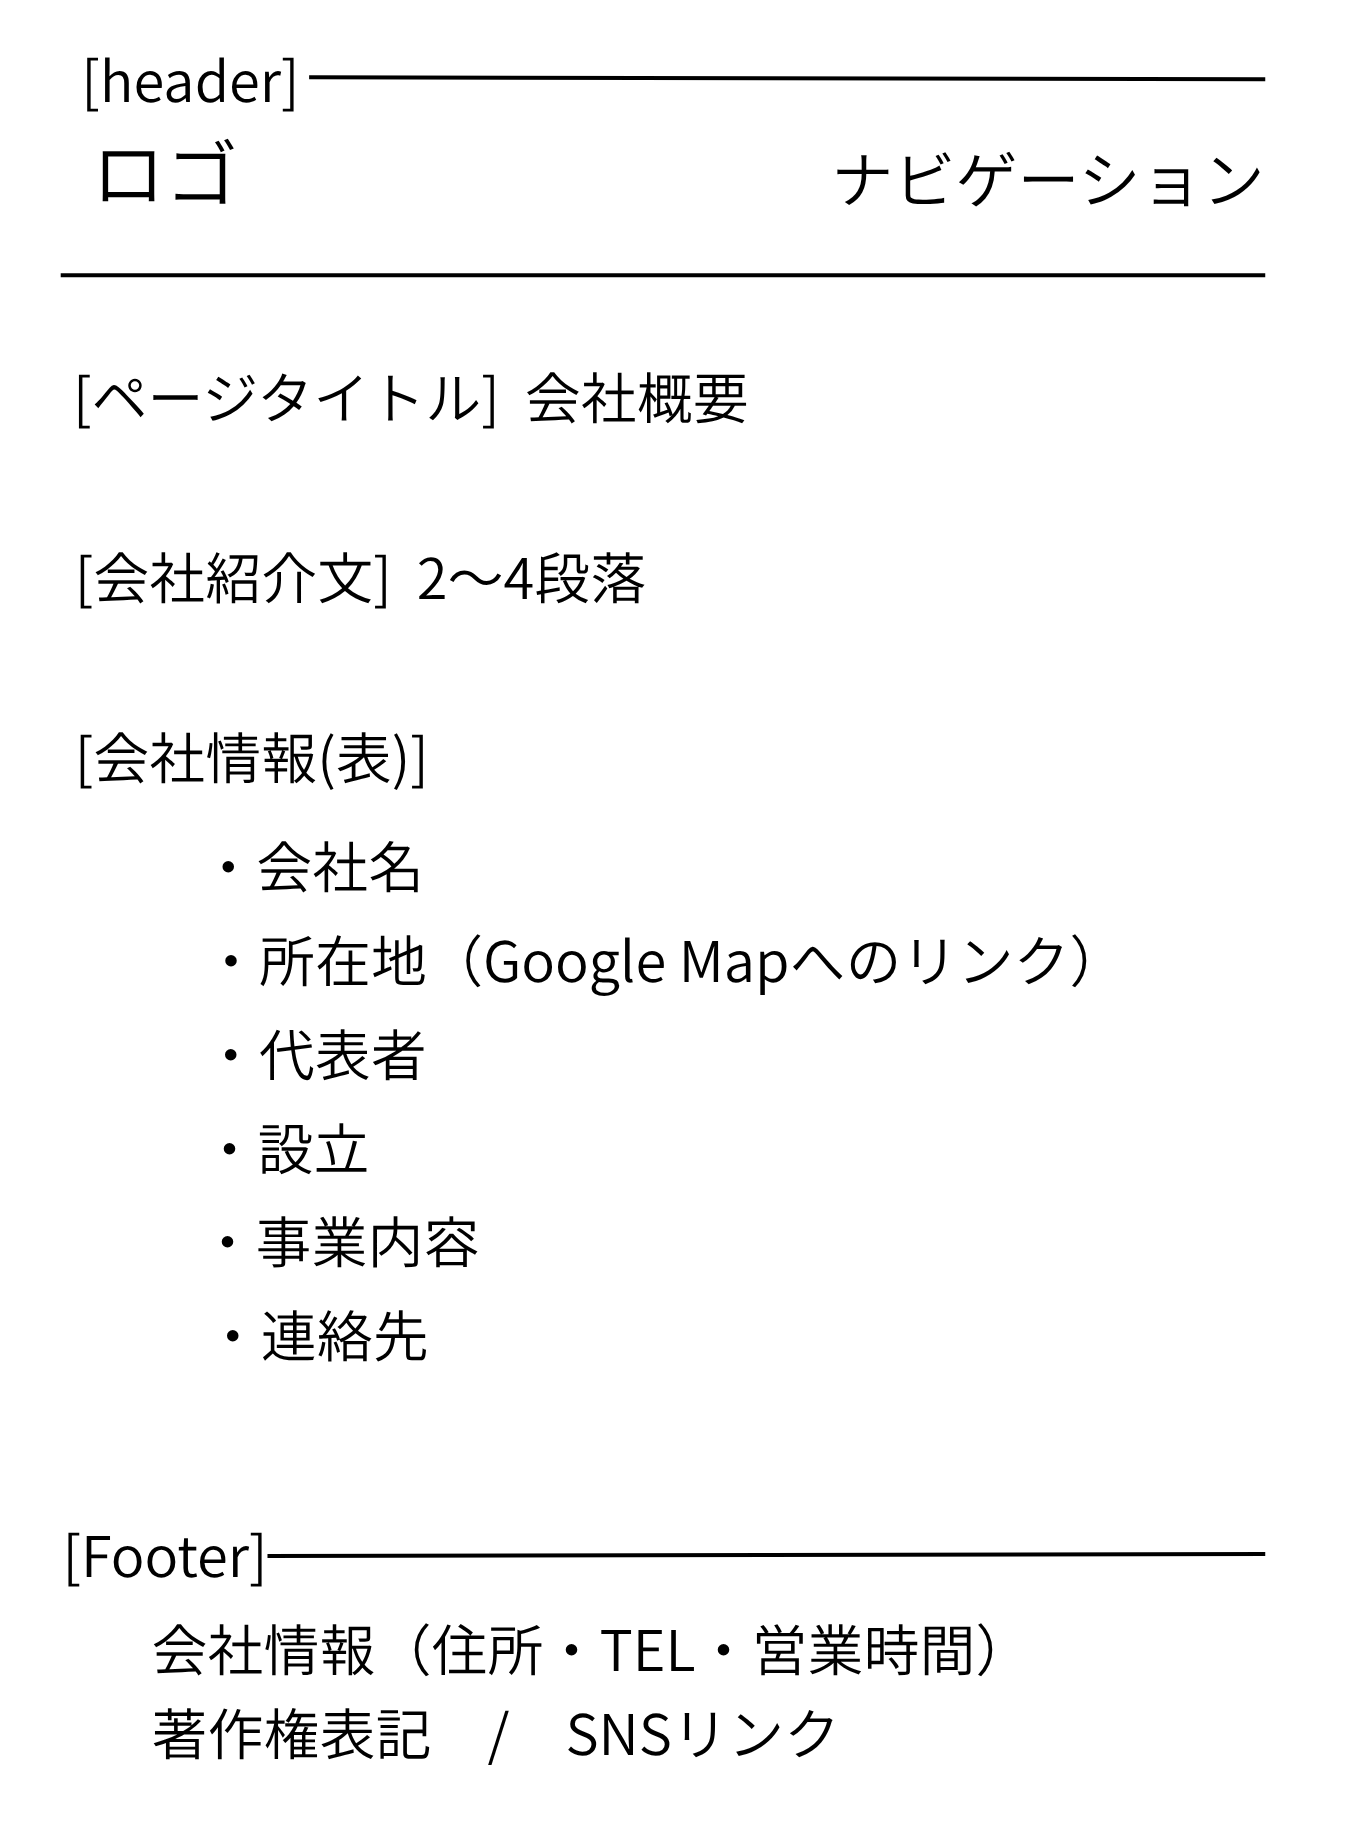 [header]
ロゴ
ナビゲーション
[ページタイトル] 会社概要
[会社紹介文] 2〜4段落
[会社情報(表)]
・会社名
・所在地（Google Mapへのリンク）
・代表者
・設立
・事業内容
・連絡先
[Footer]
会社情報（住所・TEL・営業時間）
著作権表記　/　SNSリンク